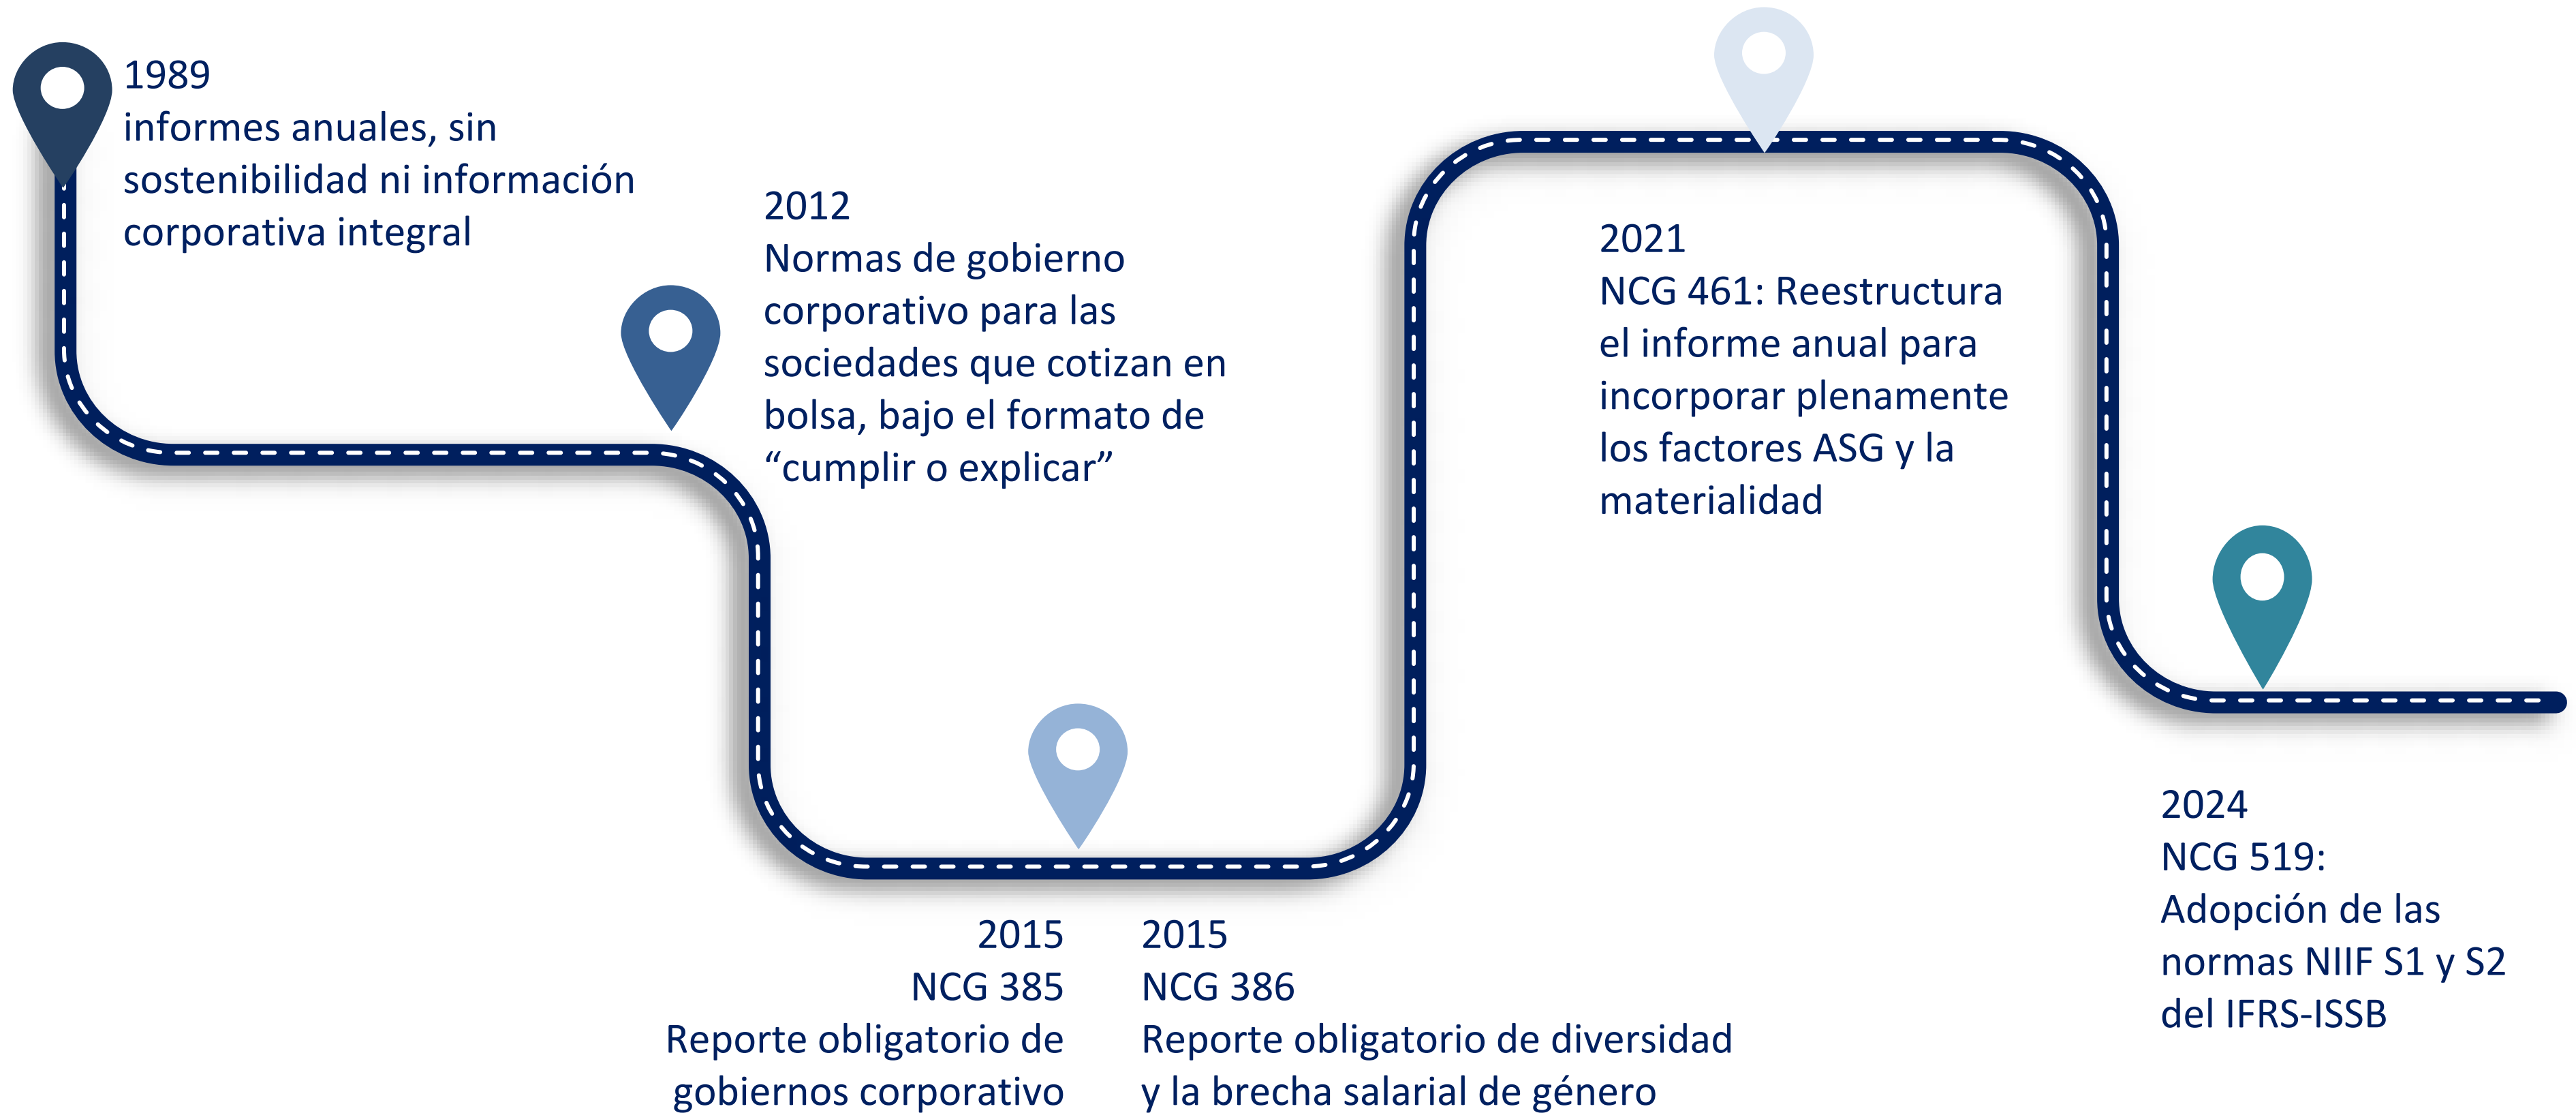 1989
informes anuales, sin
sostenibilidad ni información
corporativa integral
2012
Normas de gobierno
corporativo para las
sociedades que cotizan en
bolsa, bajo el formato de
“cumplir o explicar”
2015
NCG 385
Reporte obligatorio de
gobiernos corporativo
2015
NCG 386
Reporte obligatorio de diversidad
y la brecha salarial de género
2021
NCG 461: Reestructura
el informe anual para
incorporar plenamente
los factores ASG y la
materialidad
2024
NCG 519:
Adopción de las
normas NIIF S1 y S2
del IFRS-ISSB